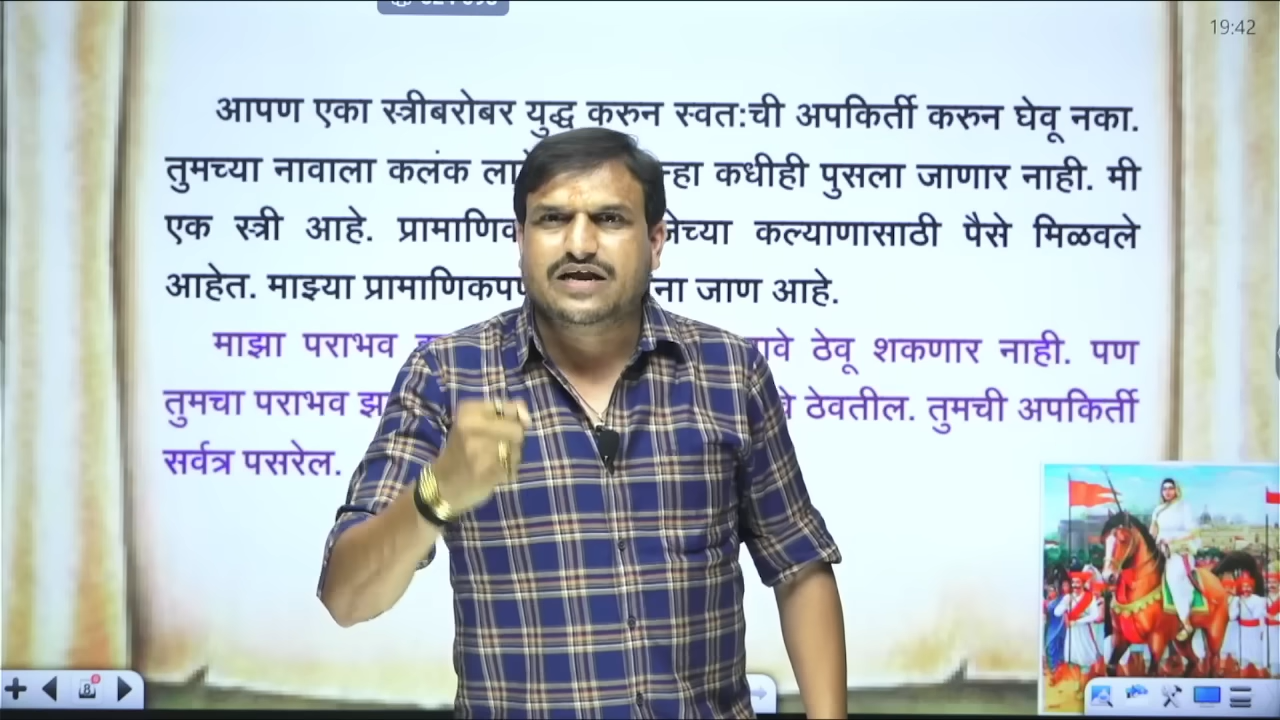 19:42
आपण एका स्त्रीबरोबर युद्ध करुन स्वत:ची अपकिर्ती करुन घेवू नका.
तुमच्या नावाला कलंक कधीही पुसला जाणार नाही. मी
एक स्त्री आहे. कल्याणासाठी पैसे मिळवले
आहेत. माझ्या जाण आहे.
माझा पराभव ठेवू शकणार नाही. पण
तुमचा पराभव ठेवतील. तुमची अपकिर्ती
सर्वत्र पसरेल.
8